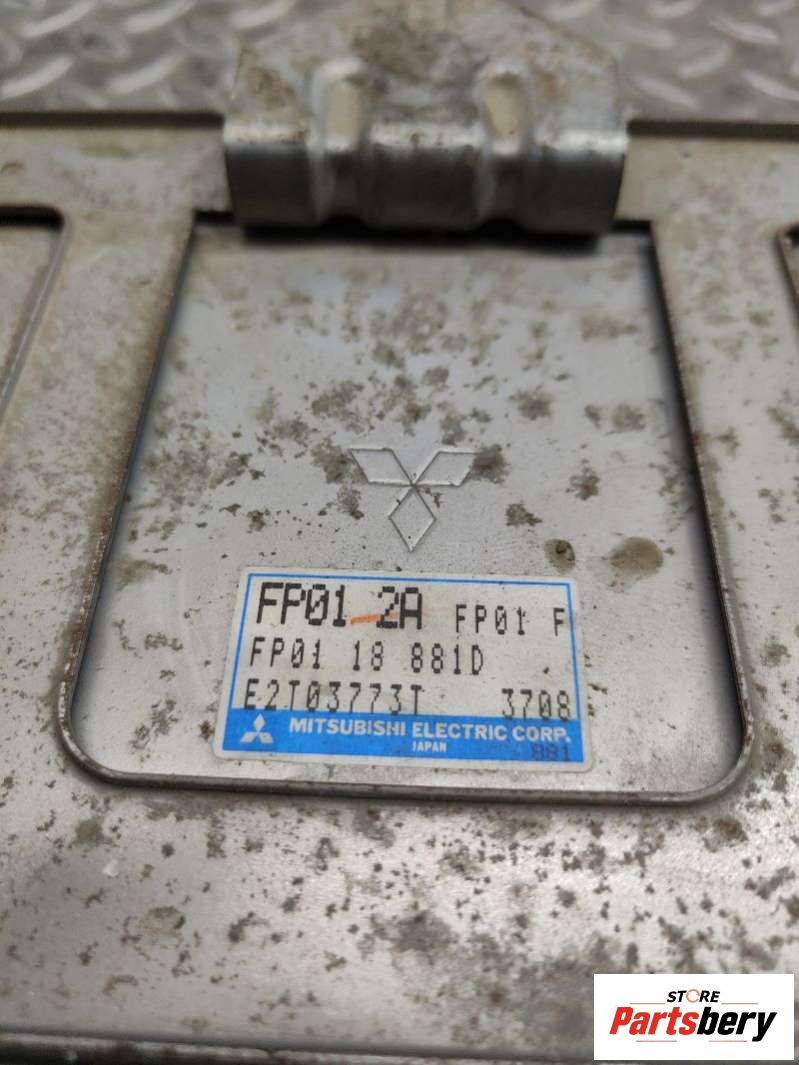 FP01 2A FP01 F
FP01 18 881D
E2T03773T 3708
MITSUBISHI ELECTRIC CORP.
JAPAN 881
STORE
Partsbery